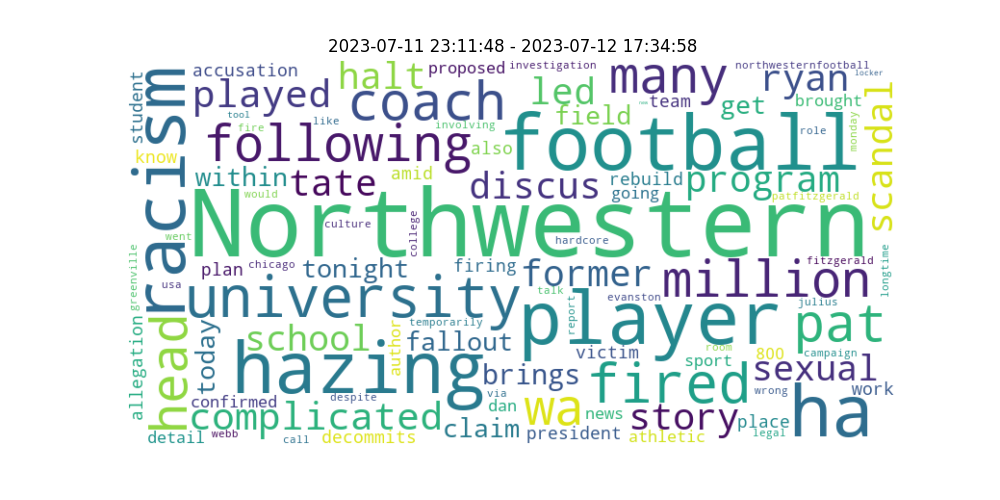 2023-07-11 23:11:48 - 2023-07-12 17:34:58
student
racism
accusation
halt
proposed
investigation
many
northwesternfootball
ryan
locker
played
coach
led
team
get
brought
scandal
tool
like
involving
field
raw
role
monday
fire
following
also
football
know
within
tate
amid
discus
rebuild
going
program
patfitzgerald
would
Northwestern
culture
college
hardcore
went
greenville
usa
plan
chicago
tonight
firing
former
million
fitzgerald
longtime
university
talk
evanston
julius
report
player
pat
head
today
school
author
temporarily
fallout
victim
room
sport
800
campaign
allegation
hazing
brings
fired
sexual
wrong
work
confirmed
despite
complicated
via
dan
wa
news
story
place
legal
ha
detail
webb
call
decommits
claim
president
athletic